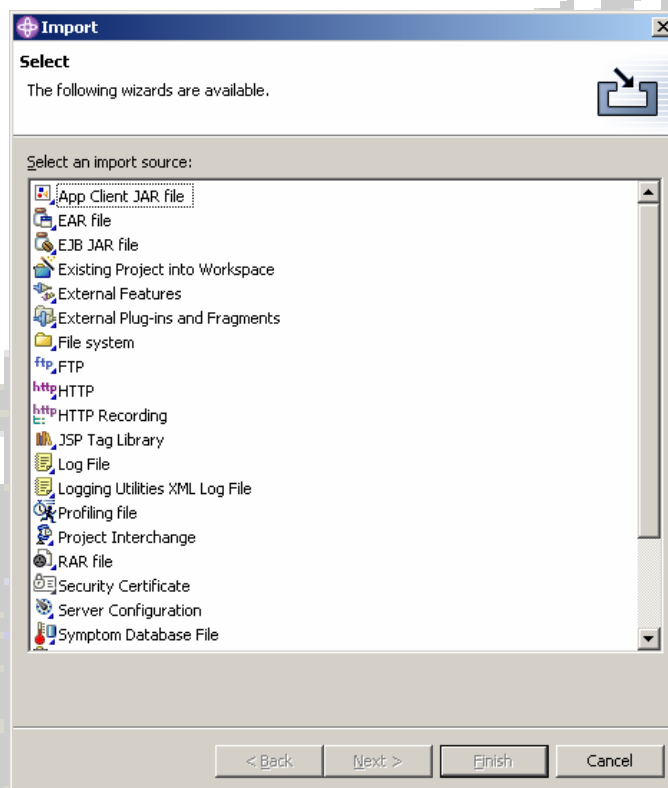 Import
Select
The following wizards are available.
Select an import source:
App Client JAR file
EAR file
EJB JAR file
Existing Project into Workspace
External Features
External Plug-ins and Fragments
File system
ftp FTP
http HTTP
http HTTP Recording
JSP Tag Library
Log File
Logging Utilities XML Log File
Profiling file
Project Interchange
RAR file
Security Certificate
Server Configuration
Symptom Database File
< Back Next > Finish Cancel